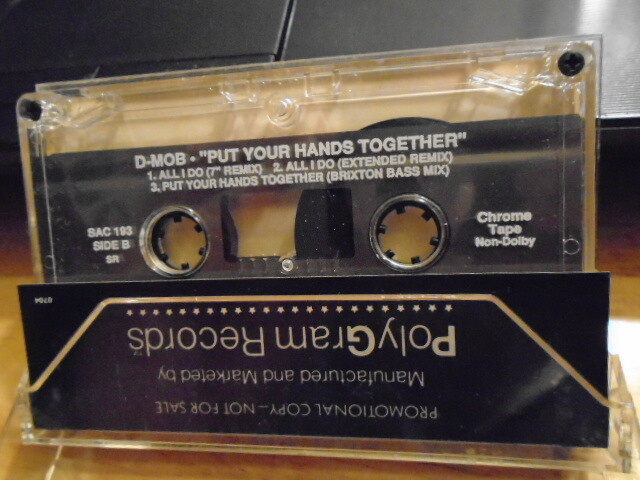 D-MOB • "PUT YOUR HANDS TOGETHER"
1. ALL I DO (7" REMIX) 2. ALL I DO (EXTENDED REMIX)
3. PUT YOUR HANDS TOGETHER (BRIXTON BASS MIX)
SAC 193
SIDE B
SR
Chrome
Tape
Non-Dolby
0704
PROMOTIONAL COPY—NOT FOR SALE
Manufactured and Marketed by
PolyGram Records™